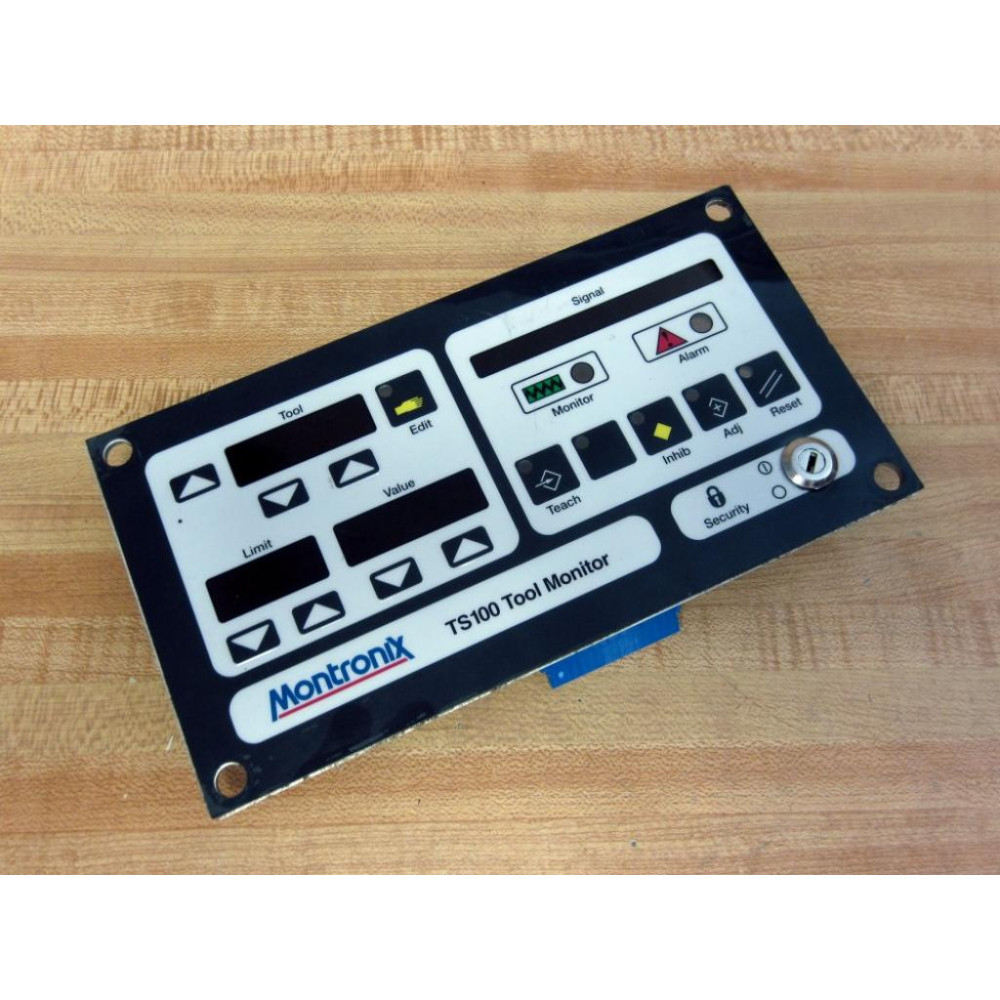 Tool
Edit
Value
Limit
Signal
Monitor
Alarm
Teach
Inhib
Adj
Reset
Security
Montronix
TS100 Tool Monitor